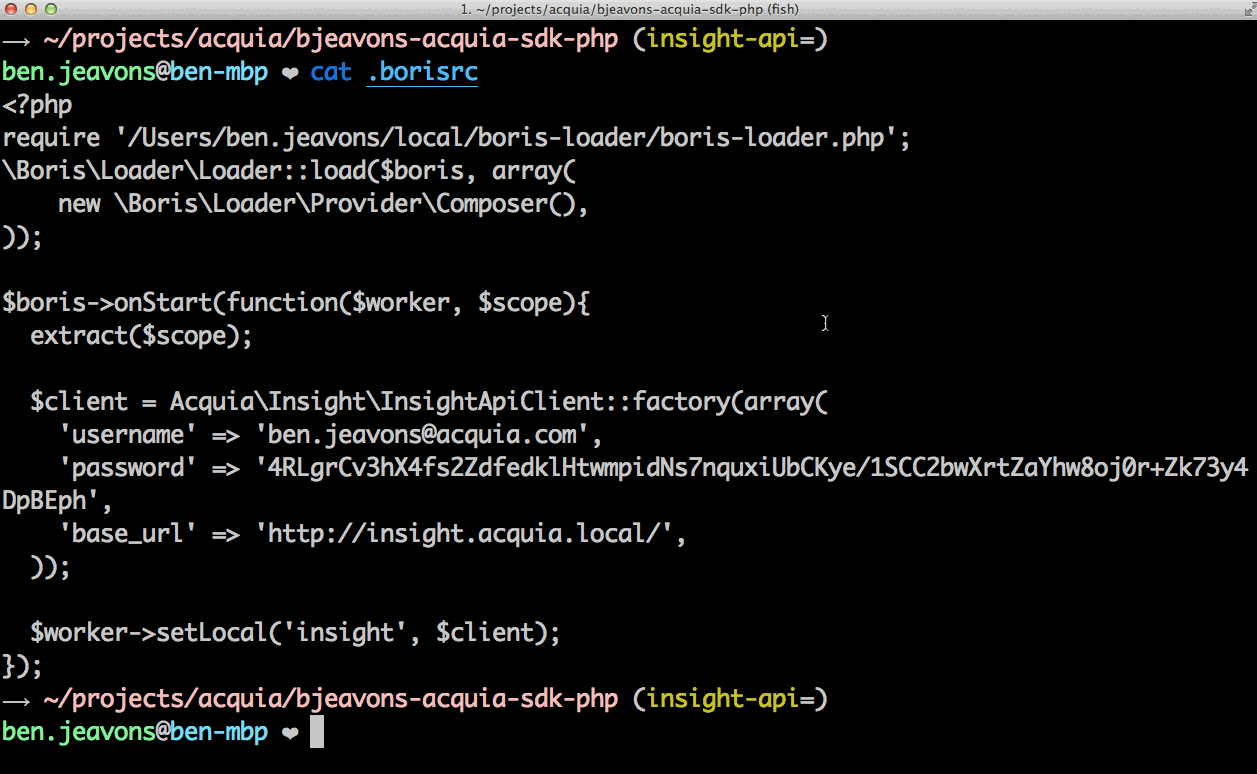 1. ~/projects/acquia/bjeavons-acquia-sdk-php (fish)
⟶ ~/projects/acquia/bjeavons-acquia-sdk-php (insight-api=)
ben.jeavons@ben-mbp ❤ cat .borisrc
<?php
require '/Users/ben.jeavons/local/boris-loader/boris-loader.php';
\Boris\Loader\Loader::load($boris, array(
    new \Boris\Loader\Provider\Composer(),
));

$boris->onStart(function($worker, $scope){
  extract($scope);

  $client = Acquia\Insight\InsightApiClient::factory(array(
    'username' => 'ben.jeavons@acquia.com',
    'password' => '4RLgrCv3hX4fs2ZdfedklHtwmpidNs7nquxiUbCKye/1SCC2bwXrtZaYhw8oj0r+Zk73y4
DpBEph',
    'base_url' => 'http://insight.acquia.local/',
  ));

  $worker->setLocal('insight', $client);
});
⟶ ~/projects/acquia/bjeavons-acquia-sdk-php (insight-api=)
ben.jeavons@ben-mbp ❤